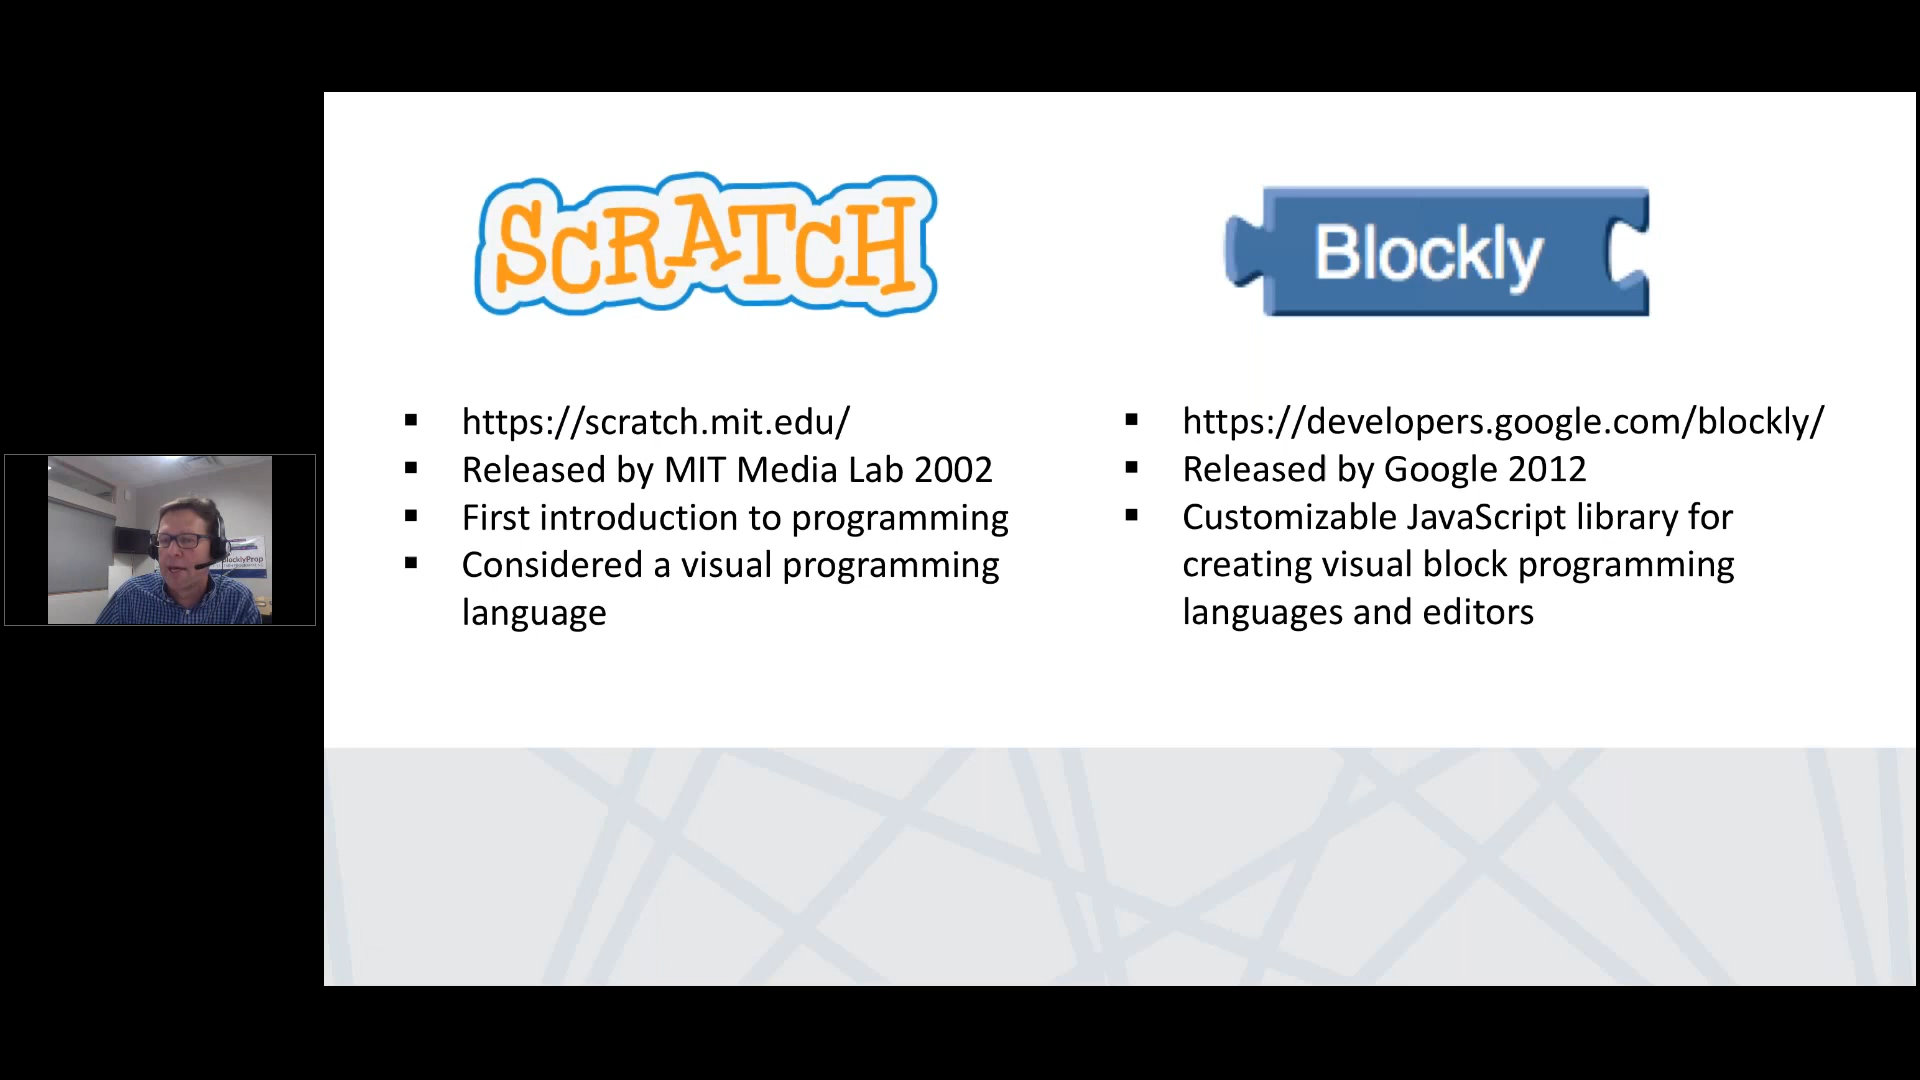 SCRATCH
https://scratch.mit.edu/
Released by MIT Media Lab 2002
First introduction to programming
Considered a visual programming
language
Blockly
https://developers.google.com/blockly/
Released by Google 2012
Customizable JavaScript library for
creating visual block programming
languages and editors
BlocklyProp